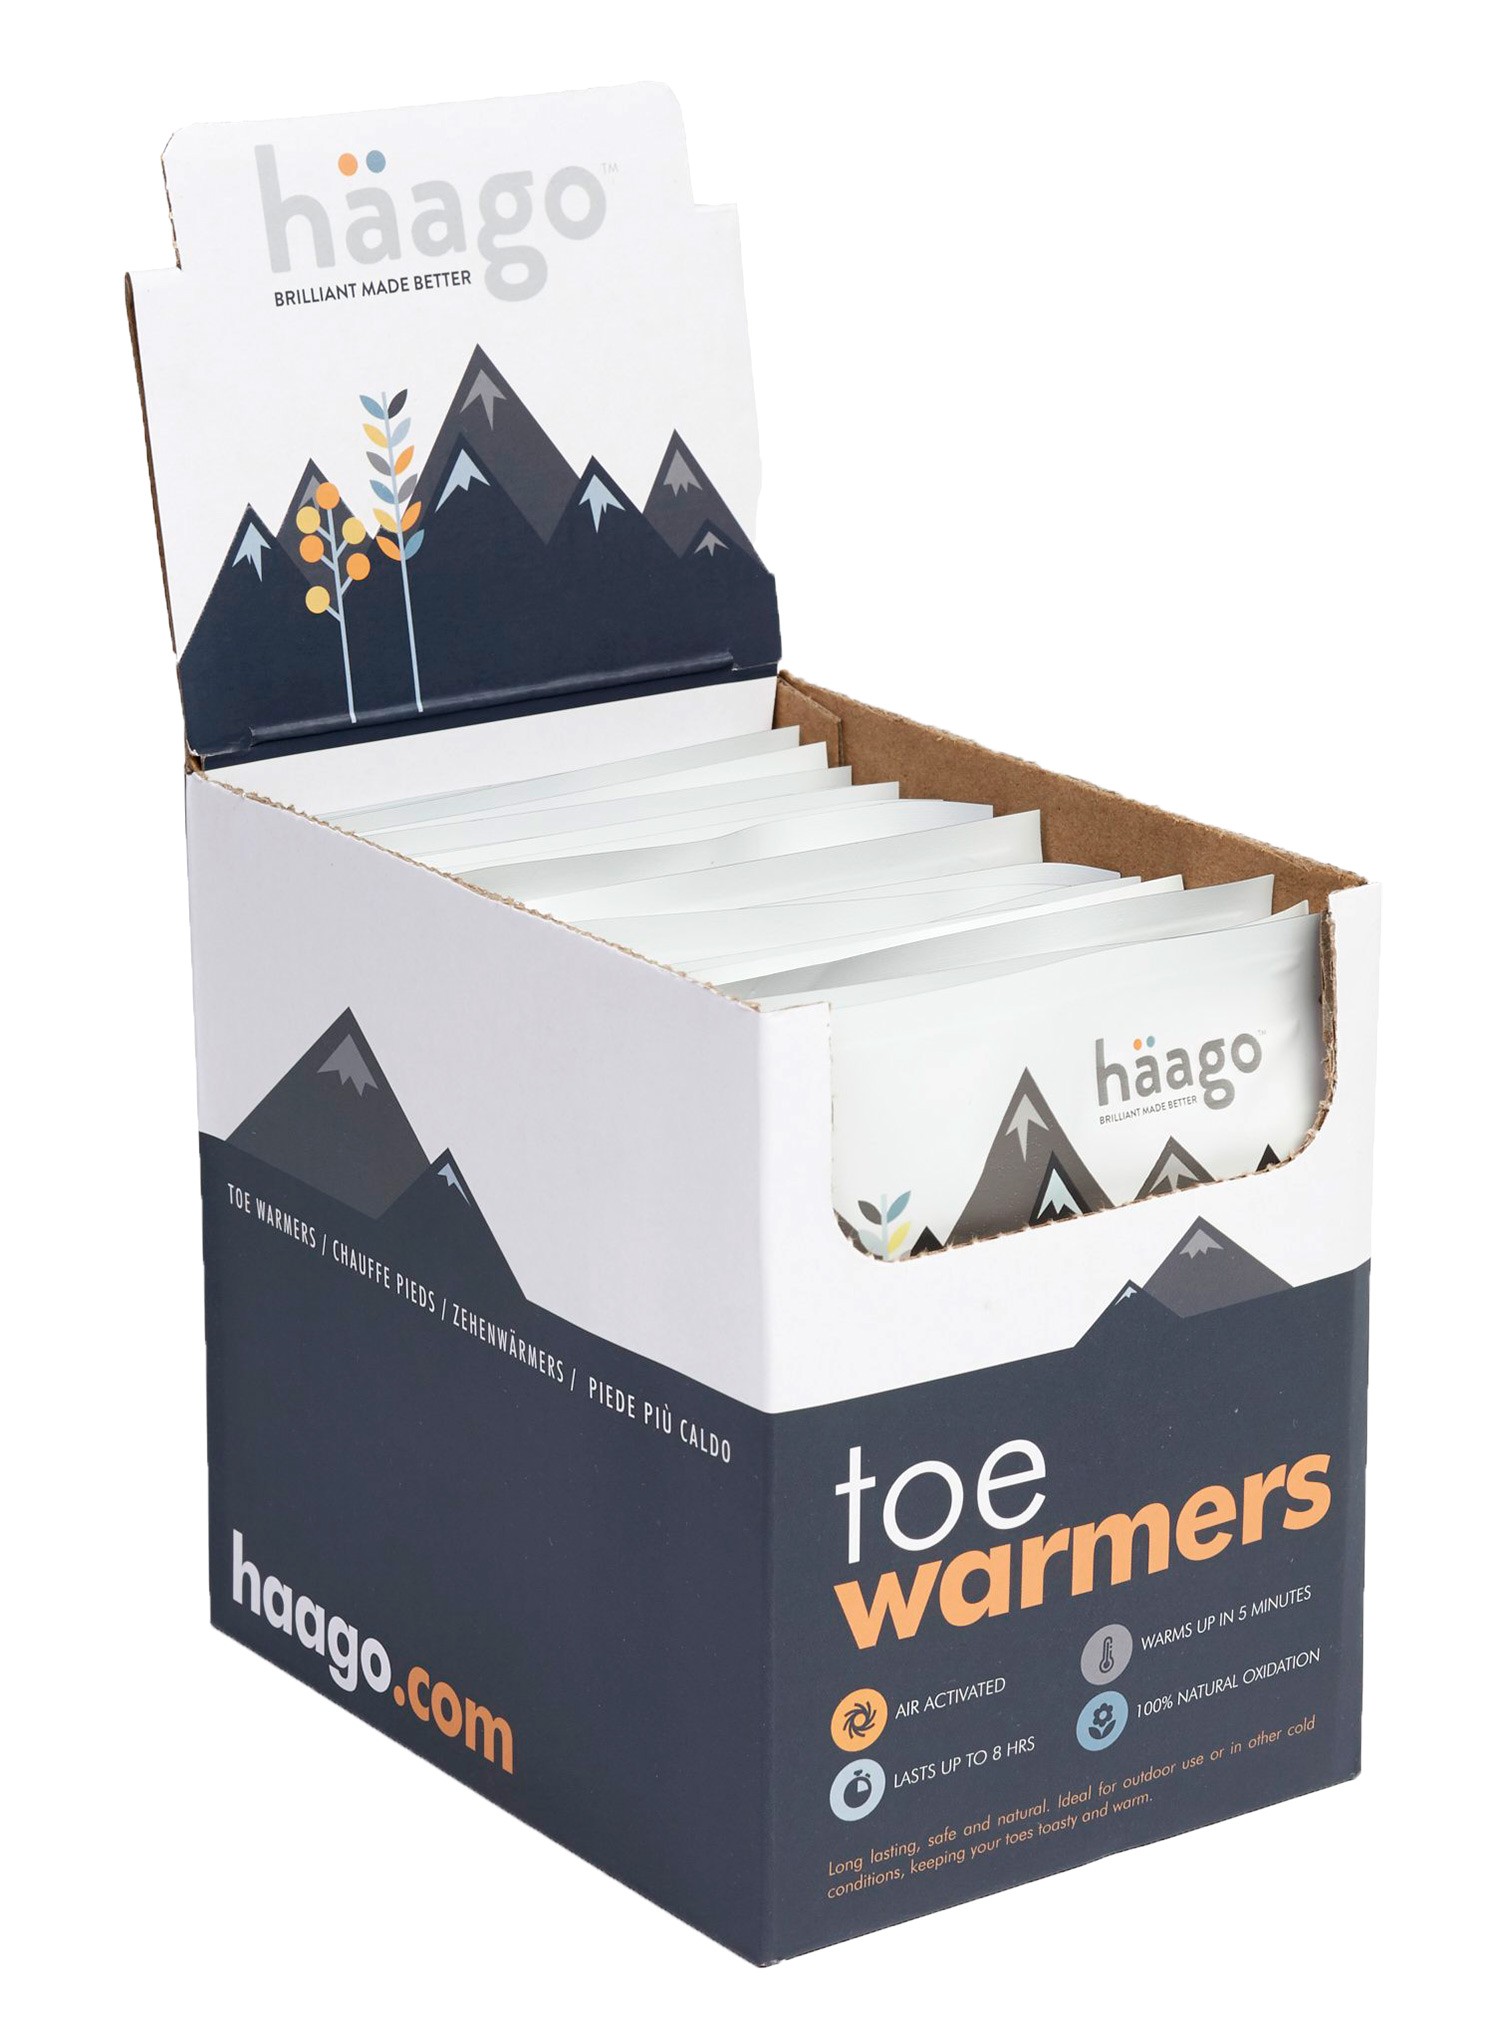 häago™
BRILLIANT MADE BETTER
häago™
BRILLIANT MADE BETTER
TOE WARMERS / CHAUFFE PIEDS / ZEHENWÄRMERS / PIEDE PIÙ CALDO
haago.com
toe
warmers
AIR ACTIVATED
WARMS UP IN 5 MINUTES
LASTS UP TO 8 HRS
100% NATURAL OXIDATION
Long lasting, safe and natural. Ideal for outdoor use or in other cold
conditions, keeping your toes toasty and warm.